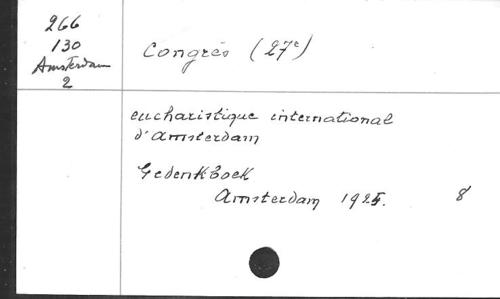 266
130
Amsterdam
2
Congrès (27e)
eucharistique international
d'Amsterdam
Gedenkboek
Amsterdam 1925. 8